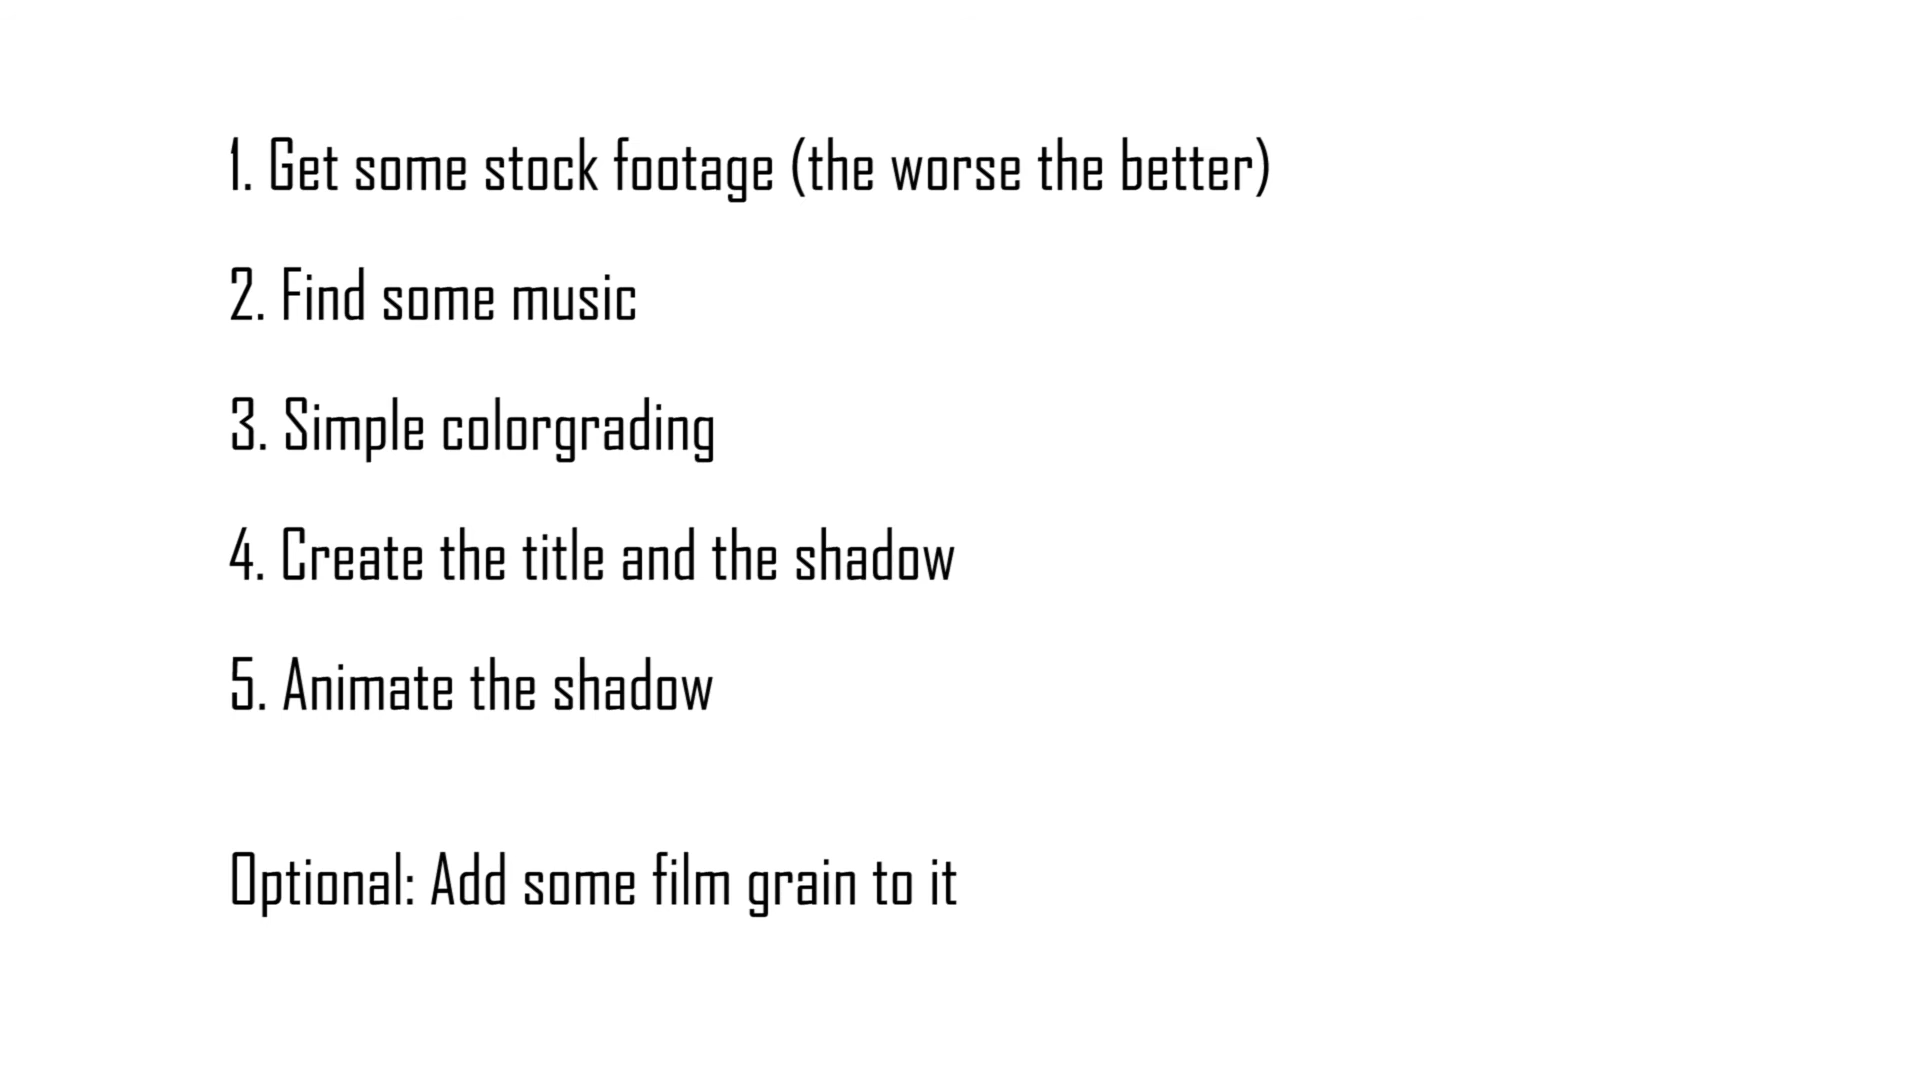 1. Get some stock footage (the worse the better)
2. Find some music
3. Simple colorgrading
4. Create the title and the shadow
5. Animate the shadow
Optional: Add some film grain to it